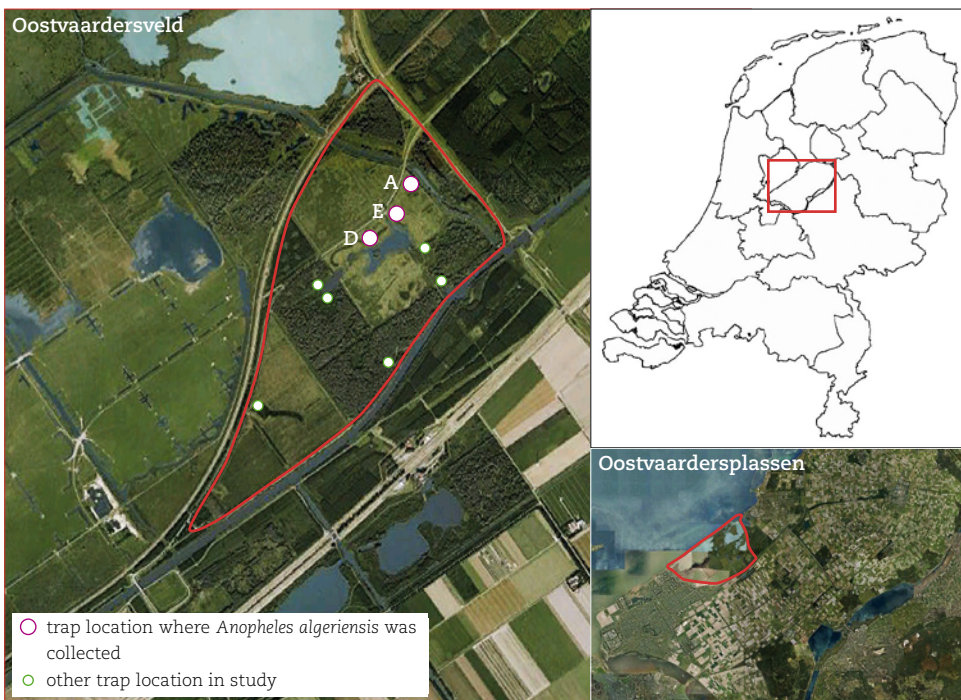 Oostvaardersveld
A
E
D
trap location where Anopheles algeriensis was
collected
other trap location in study
Oostvaardersplassen